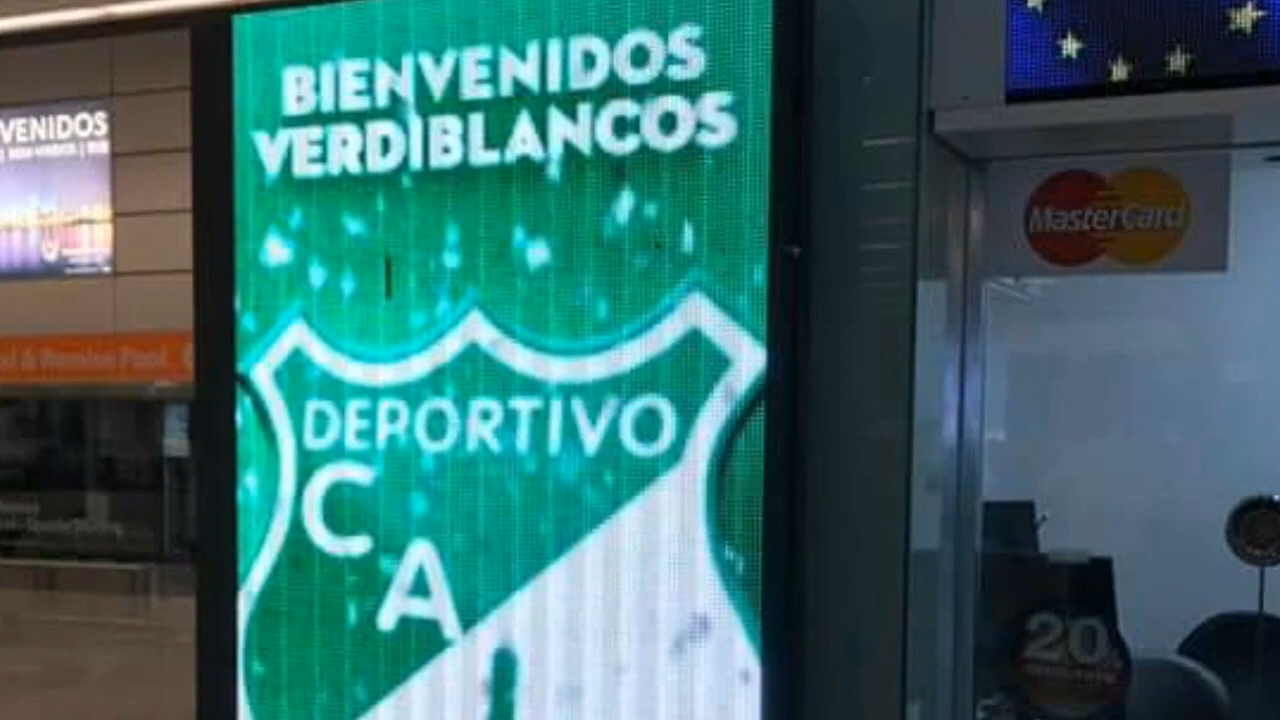 BIENVENIDOS
VERDIBLANCOS
DEPORTIVO
C
A
VENIDOS
MasterCard
20